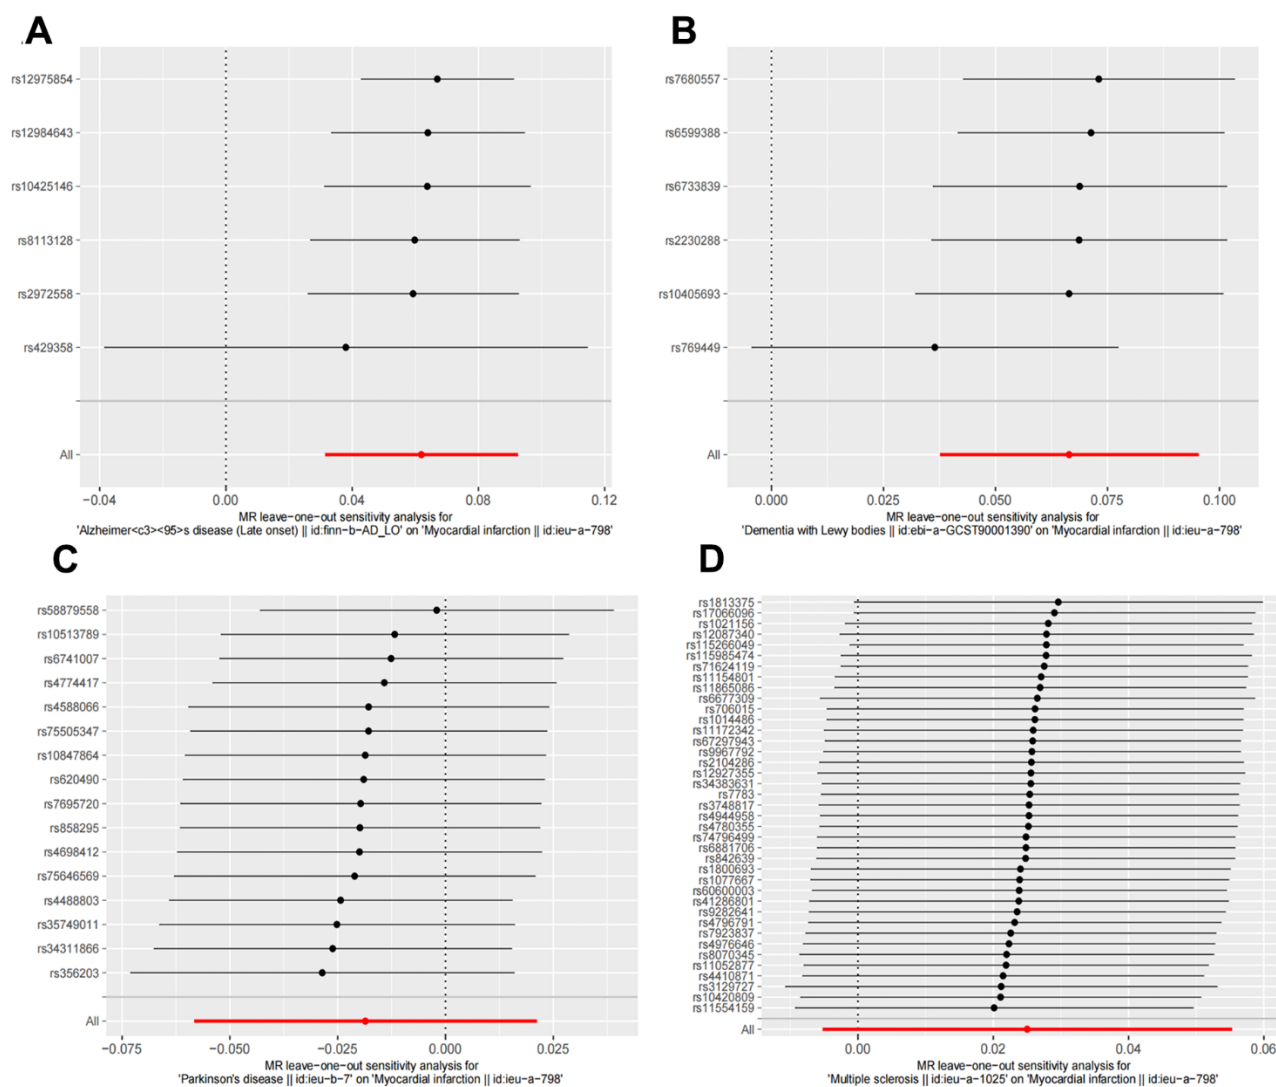 A
rs12975854
rs12984643
rs10425146
rs8113128
rs2972558
rs429358
All
−0.04 0.00 0.04 0.08 0.12
MR leave−one−out sensitivity analysis for
'Alzheimer<c3><95>s disease (Late onset) || id:finn−b−AD_LO' on 'Myocardial infarction || id:ieu−a−798'
B
rs7680557
rs6599388
rs6733839
rs2230288
rs10405693
rs769449
All
0.000 0.025 0.050 0.075 0.100
MR leave−one−out sensitivity analysis for
'Dementia with Lewy bodies || id:ebi−a−GCST90001390' on 'Myocardial infarction || id:ieu−a−798'
C
rs58879558
rs10513789
rs6741007
rs4774417
rs4588066
rs75505347
rs10847864
rs620490
rs7695720
rs858295
rs4698412
rs75646569
rs4488803
rs35749011
rs34311866
rs356203
All
−0.075 −0.050 −0.025 0.000 0.025
MR leave−one−out sensitivity analysis for
'Parkinson's disease || id:ieu−b−7' on 'Myocardial infarction || id:ieu−a−798'
D
rs1813375
rs17066096
rs1021156
rs12087340
rs115266049
rs115985474
rs71624119
rs11154801
rs11865086
rs6677309
rs706015
rs1014486
rs11172342
rs67297943
rs9967792
rs2104286
rs12927355
rs34383631
rs7783
rs3748817
rs4944958
rs4780355
rs74796499
rs6881706
rs842639
rs1800693
rs1077667
rs60600003
rs41286801
rs9282641
rs4796791
rs7923837
rs4976646
rs8070345
rs11052877
rs4410871
rs3129727
rs10420809
rs11554159
All
0.00 0.02 0.04 0.06
MR leave−one−out sensitivity analysis for
'Multiple sclerosis || id:ieu−a−1025' on 'Myocardial infarction || id:ieu−a−798'